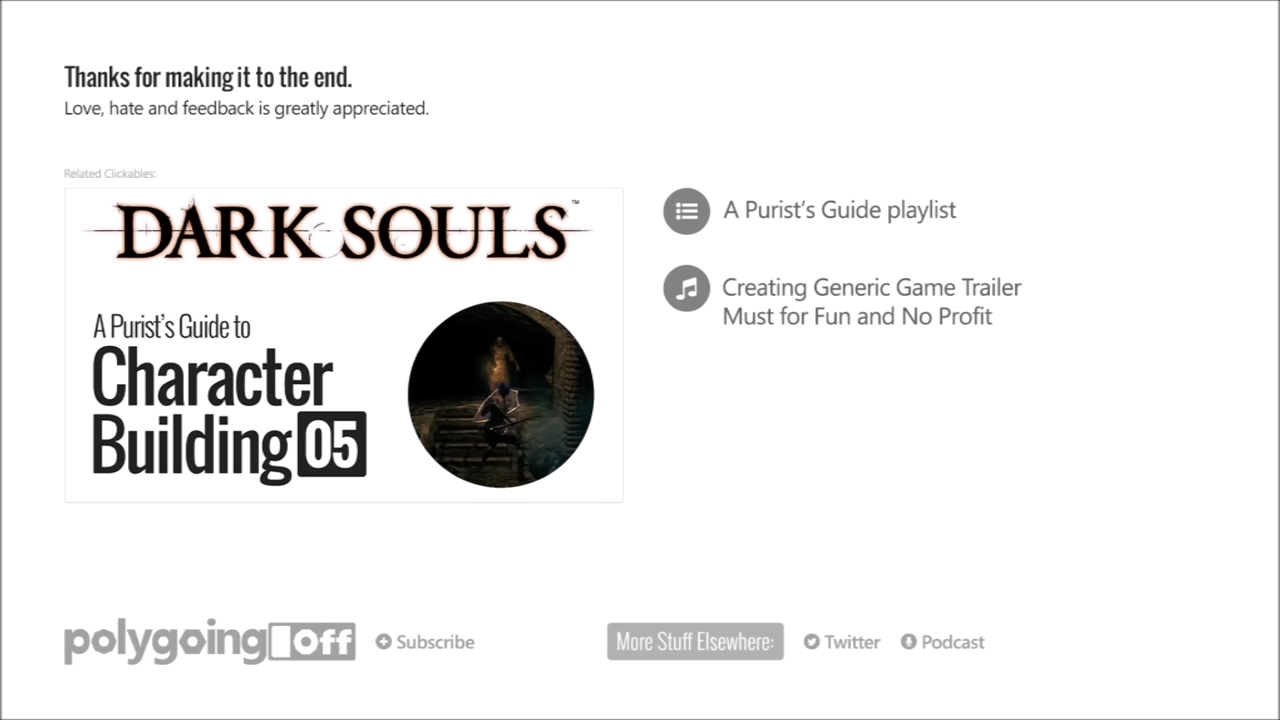 Thanks for making it to the end.
Love, hate and feedback is greatly appreciated.
Related Clickables:
DARK SOULS™
A Purist's Guide to
Character
Building 05
A Purist's Guide playlist
Creating Generic Game Trailer
Must for Fun and No Profit
polygoing off
Subscribe
More Stuff Elsewhere:
Twitter
Podcast